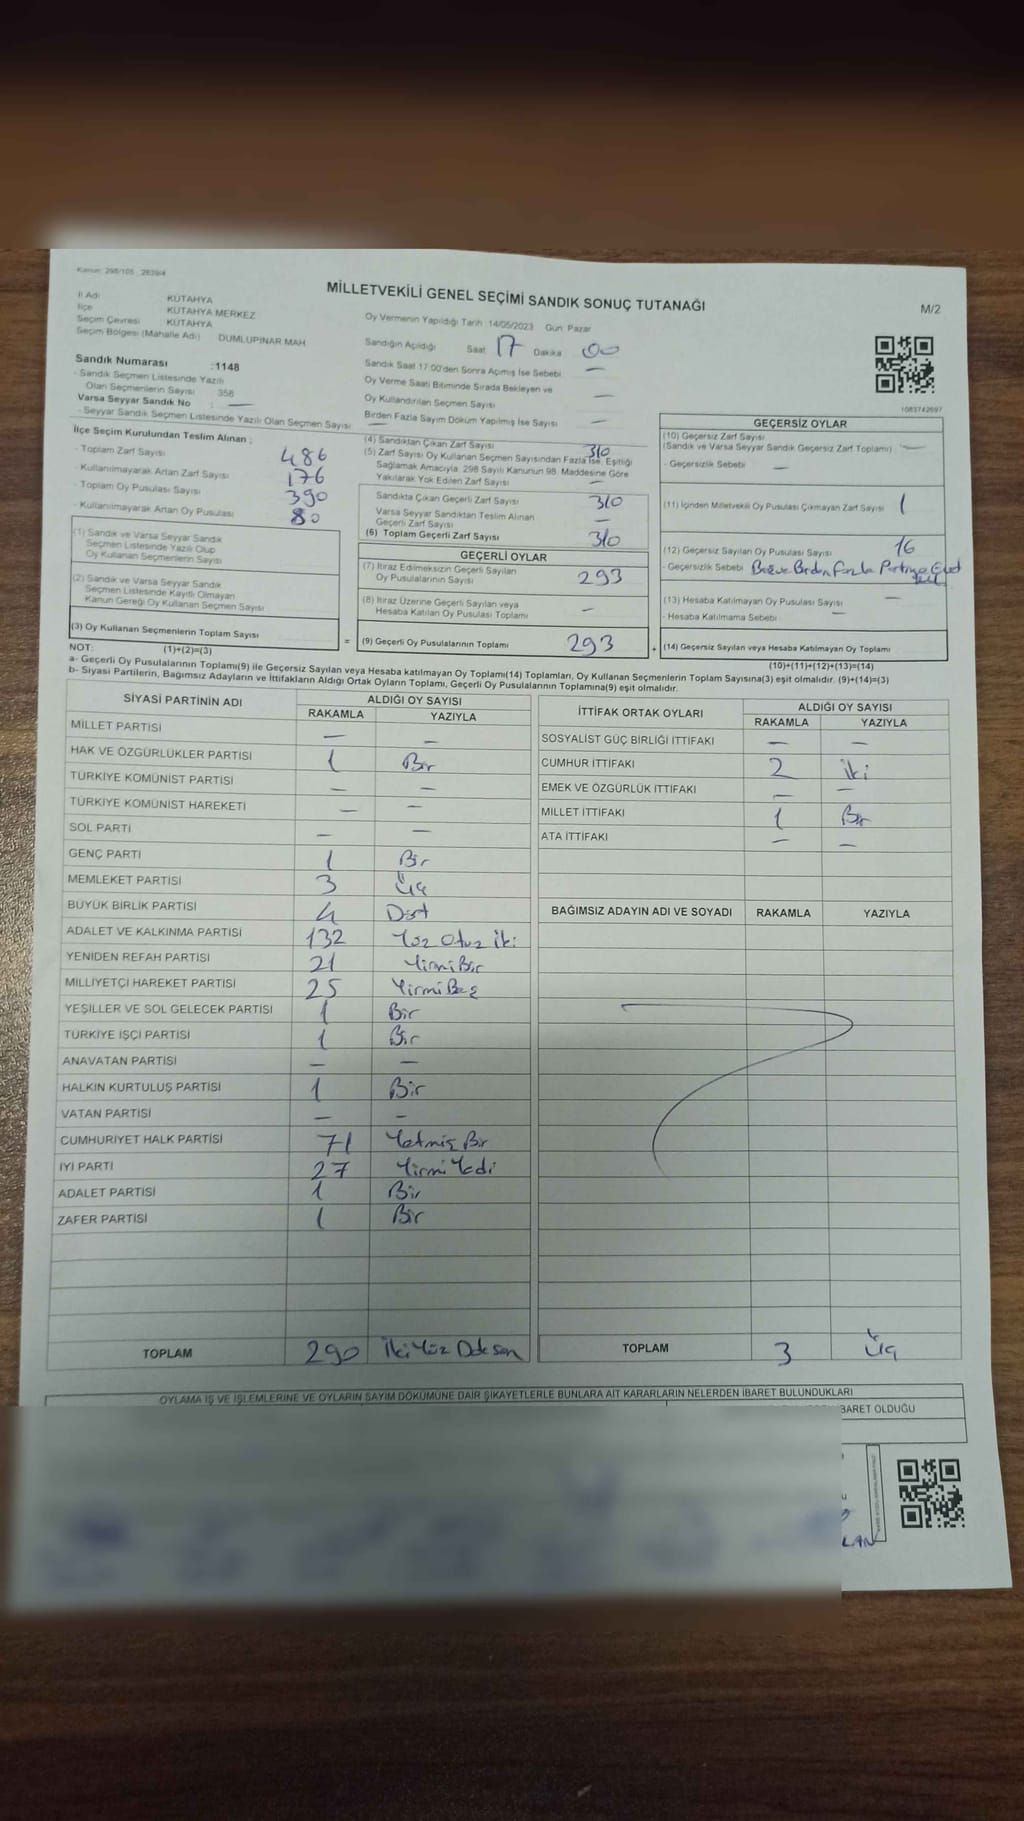 Kanun: 298/105, 2839/4
MİLLETVEKİLİ GENEL SEÇİMİ SANDIK SONUÇ TUTANAĞI
M/2
İl Adı KÜTAHYA
İlçe KÜTAHYA MERKEZ
Seçim Çevresi KÜTAHYA
Seçim Bölgesi (Mahalle Adı) DUMLUPINAR MAH.
Sandık Numarası :1148
- Sandık Seçmen Listesinde Yazılı
Olan Seçmenlerin Sayısı 358
Varsa Seyyar Sandık No : —
- Seyyar Sandık Seçmen Listesinde Yazılı Olan Seçmen Sayısı —
Oy Vermenin Yapıldığı Tarih :14/05/2023 Gün: Pazar
Sandığın Açıldığı Saat 17 Dakika 00
Sandık Saat 17:00'den Sonra Açılmış İse Sebebi —
Oy Verme Saati Bitiminde Sırada Bekleyen ve
Oy Kullandırılan Seçmen Sayısı —
Birden Fazla Sayım Döküm Yapılmış İse Sayısı —
1083742697
İlçe Seçim Kurulundan Teslim Alınan :
- Toplam Zarf Sayısı 486
- Kullanılmayarak Artan Zarf Sayısı 176
- Toplam Oy Pusulası Sayısı 390
- Kullanılmayarak Artan Oy Pusulası 80
(1) Sandık ve Varsa Seyyar Sandık
Seçmen Listesinde Yazılı Olup
Oy Kullanan Seçmenlerin Sayısı
(2) Sandık ve Varsa Seyyar Sandık
Seçmen Listesinde Kayıtlı Olmayan
Kanun Gereği Oy Kullanan Seçmen Sayısı
(3) Oy Kullanan Seçmenlerin Toplam Sayısı
=
(4) Sandıktan Çıkan Zarf Sayısı 310
(5) Zarf Sayısı Oy Kullanan Seçmen Sayısından Fazla İse, Eşitliği
Sağlamak Amacıyla, 298 Sayılı Kanunun 98. Maddesine Göre
Yakılarak Yok Edilen Zarf Sayısı —
Sandıkta Çıkan Geçerli Zarf Sayısı 310
Varsa Seyyar Sandıktan Teslim Alınan
Geçerli Zarf Sayısı —
(6) Toplam Geçerli Zarf Sayısı 310
GEÇERLİ OYLAR
(7) İtiraz Edilmeksizin Geçerli Sayılan
Oy Pusulalarının Sayısı 293
(8) İtiraz Üzerine Geçerli Sayılan veya
Hesaba Katılan Oy Pusulası Toplamı —
(9) Geçerli Oy Pusulalarının Toplamı 293
+
GEÇERSİZ OYLAR
(10) Geçersiz Zarf Sayısı
(Sandık ve Varsa Seyyar Sandık Geçersiz Zarf Toplamı) —
- Geçersizlik Sebebi —
(11) İçinden Milletvekili Oy Pusulası Çıkmayan Zarf Sayısı 1
(12) Geçersiz Sayılan Oy Pusulası Sayısı 16
- Geçersizlik Sebebi Boş ve Birden Fazla Partiye
(13) Hesaba Katılmayan Oy Pusulası Sayısı —
- Hesaba Katılmama Sebebi
(14) Geçersiz Sayılan veya Hesaba Katılmayan Oy Toplamı
NOT: (1)+(2)=(3)
(10)+(11)+(12)+(13)=(14)
a- Geçerli Oy Pusulalarının Toplamı(9) ile Geçersiz Sayılan veya Hesaba katılmayan Oy Toplamı(14) Toplamları, Oy Kullanan Seçmenlerin Toplam Sayısına(3) eşit olmalıdır. (9)+(14)=(3)
b- Siyasi Partilerin, Bağımsız Adayların ve İttifakların Aldığı Ortak Oyların Toplamı, Geçerli Oy Pusulalarının Toplamına(9) eşit olmalıdır.
SİYASİ PARTİNİN ADI ALDIĞI OY SAYISI
RAKAMLA YAZIYLA
MİLLET PARTİSİ — —
HAK VE ÖZGÜRLÜKLER PARTİSİ 1 Bir
TÜRKİYE KOMÜNİST PARTİSİ — —
TÜRKİYE KOMÜNİST HAREKETİ — —
SOL PARTİ — —
GENÇ PARTİ 1 Bir
MEMLEKET PARTİSİ 3 Üç
BÜYÜK BİRLİK PARTİSİ 4 Dört
ADALET VE KALKINMA PARTİSİ 132 Yüz Otuz İki
YENİDEN REFAH PARTİSİ 21 Yirmi Bir
MİLLİYETÇİ HAREKET PARTİSİ 25 Yirmi Beş
YEŞİLLER VE SOL GELECEK PARTİSİ 1 Bir
TÜRKİYE İŞÇİ PARTİSİ 1 Bir
ANAVATAN PARTİSİ — —
HALKIN KURTULUŞ PARTİSİ 1 Bir
VATAN PARTİSİ — —
CUMHURİYET HALK PARTİSİ 71 Yetmiş Bir
İYİ PARTİ 27 Yirmi Yedi
ADALET PARTİSİ 1 Bir
ZAFER PARTİSİ 1 Bir
TOPLAM 290 İki Yüz Doksan
İTTİFAK ORTAK OYLARI ALDIĞI OY SAYISI
RAKAMLA YAZIYLA
SOSYALİST GÜÇ BİRLİĞİ İTTİFAKI — —
CUMHUR İTTİFAKI 2 İki
EMEK VE ÖZGÜRLÜK İTTİFAKI — —
MİLLET İTTİFAKI 1 Bir
ATA İTTİFAKI — —
BAĞIMSIZ ADAYIN ADI VE SOYADI RAKAMLA YAZIYLA
TOPLAM 3 Üç
OYLAMA İŞ VE İŞLEMLERİNE VE OYLARIN SAYIM DÖKÜMÜNE DAİR ŞİKAYETLERLE BUNLARA AİT KARARLARIN NELERDEN İBARET BULUNDUKLARI
İBARET OLDUĞU
LAN